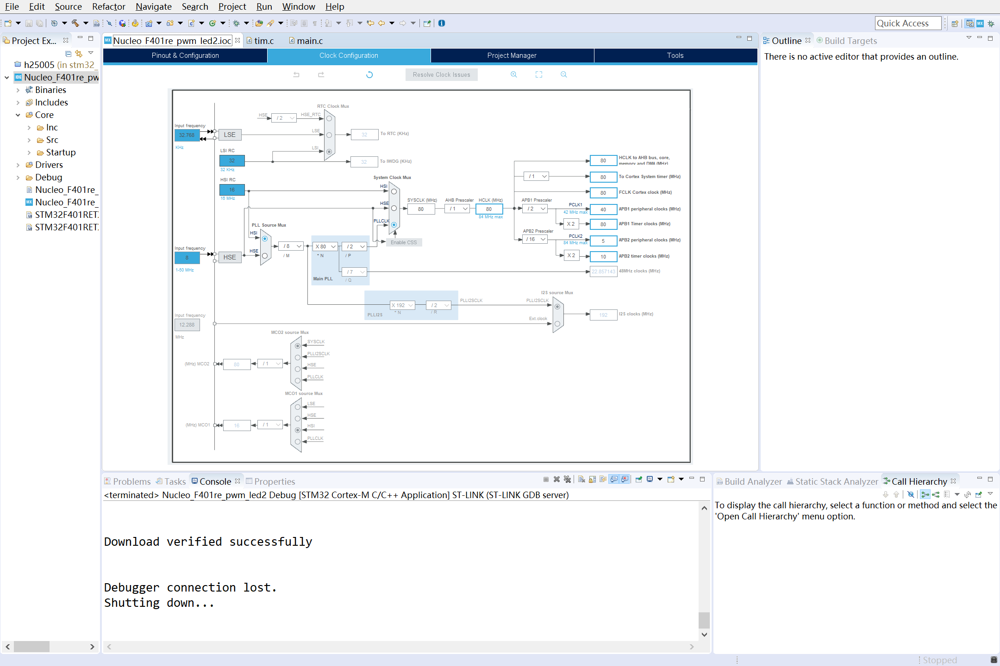 File Edit Source Refactor Navigate Search Project Run Window Help
Quick Access
Project Ex...
Nucleo_F401re_pwm_led2.ioc tim.c main.c
Outline Build Targets
Pinout & Configuration Clock Configuration Project Manager Tools
There is no active editor that provides an outline.
h25005 (in stm32_
IDE Nucleo_F401re_pw
Binaries
Includes
Core
Inc
Src
Startup
Drivers
Debug
Nucleo_F401re_
MX Nucleo_F401re_
STM32F401RET.
STM32F401RET.
Resolve Clock Issues
RTC Clock Mux
HSE / 2 HSE_RTC
Input frequency
32.768 LSE LSE 32 To RTC (KHz)
KHz
LSI
LSI RC
32 32 To IWDG (KHz)
32 KHz
HSI RC
16
16 MHz
System Clock Mux
HSI
HSE
PLLCLK
Enable CSS
SYSCLK (MHz) AHB Prescaler HCLK (MHz)
80 / 1 80
84 MHz max
80 HCLK to AHB bus, core,
memory and DMA (MHz)
/ 1 80 To Cortex System timer (MHz)
80 FCLK Cortex clock (MHz)
APB1 Prescaler
/ 2 PCLK1 40 APB1 peripheral clocks (MHz)
42 MHz max
X 2 80 APB1 Timer clocks (MHz)
APB2 Prescaler
/ 16 PCLK2 5 APB2 peripheral clocks (MHz)
84 MHz max
X 2 10 APB2 timer clocks (MHz)
22.857143 48MHz clocks (MHz)
PLL Source Mux
HSI
HSE
Input frequency
8 HSE
1-50 MHz
/ 8 X 80 / 2
/ M * N / P
/ 7
Main PLL / Q
I2S source Mux
X 192 / 2 PLLI2SCLK PLLI2SCLK
PLLI2S * N / R
192 I2S clocks (MHz)
Input frequency
12.288 Ext.clock
MHz
MCO2 source Mux
SYSCLK
PLLI2SCLK
(MHz) MCO2 80 / 1 HSE
PLLCLK
MCO1 source Mux
LSE
HSE
(MHz) MCO1 16 / 1 HSI
PLLCLK
Problems Tasks Console Properties
<terminated> Nucleo_F401re_pwm_led2 Debug [STM32 Cortex-M C/C++ Application] ST-LINK (ST-LINK GDB server)
Download verified successfully
Debugger connection lost.
Shutting down...
Build Analyzer Static Stack Analyzer Call Hierarchy
To display the call hierarchy, select a function or method and select the
'Open Call Hierarchy' menu option.
Stopped